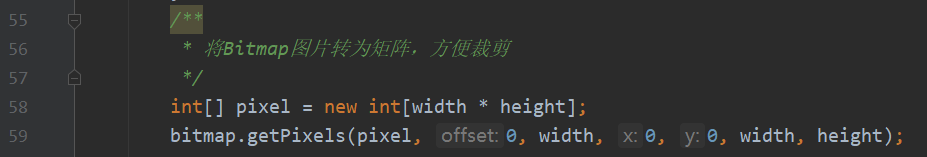 55 /**
56 * 将Bitmap图片转为矩阵．方便裁剪
57 */
58 int[] pixel = new int[width * height];
59 bitmap.getPixels(pixel, offset: 0, width, x: 0, y: 0, width, height);